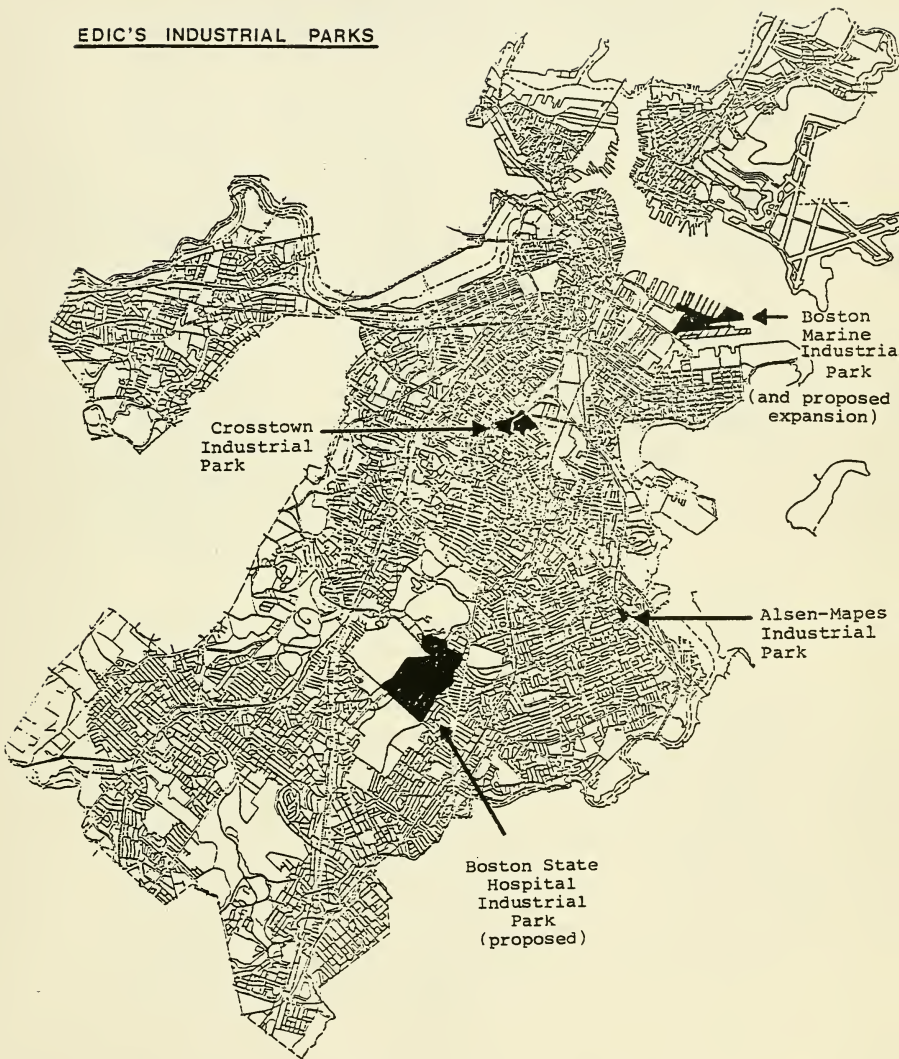 EDIC'S INDUSTRIAL PARKS
Boston
Marine
Industria
Park
(and proposed
expansion)
Crosstown
Industrial
Park
Alsen-Mapes
Industrial
Park
Boston State
Hospital
Industrial
Park
(proposed)